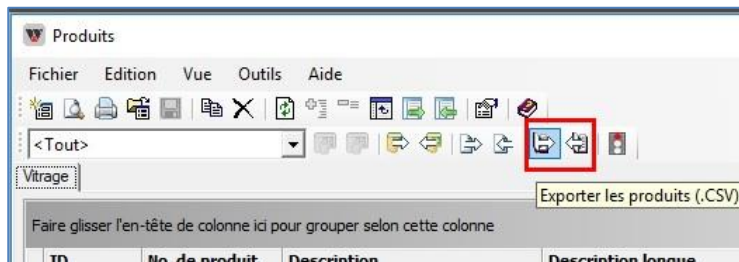 Produits
Fichier Edition Vue Outils Aide
<Tout>
Vitrage
Exporter les produits (.CSV)
Faire glisser l'en-tête de colonne ici pour grouper selon cette colonne
ID No. de produit Description Description longue